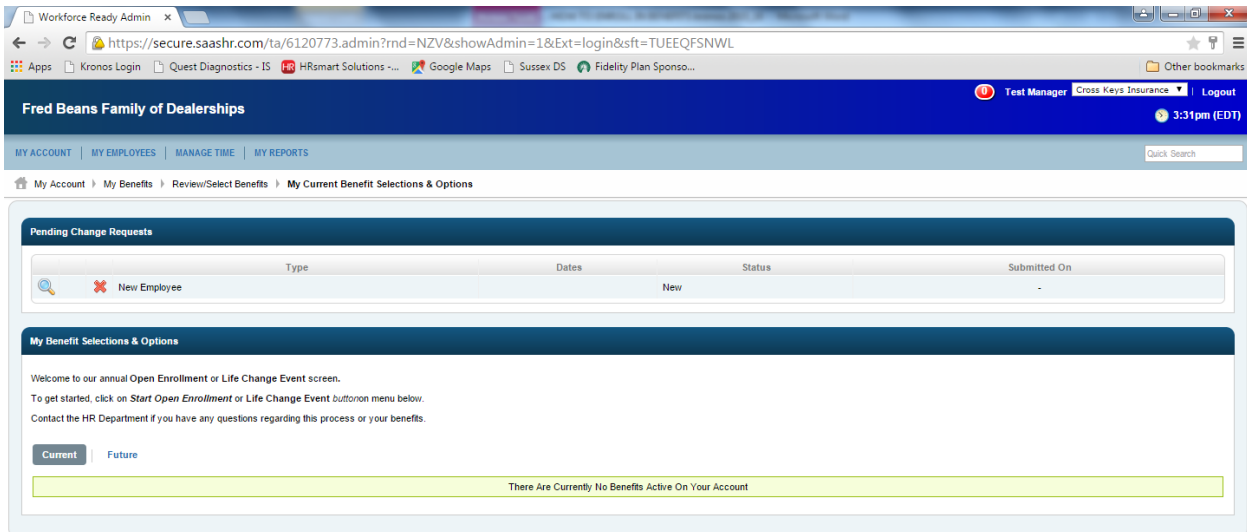 Workforce Ready Admin
https://secure.saashr.com/ta/6120773.admin?rnd=NZV&showAdmin=1&Ext=login&sft=TUEEQFSNWL
Apps Kronos Login Quest Diagnostics - IS HR HRsmart Solutions -... Google Maps Sussex DS Fidelity Plan Sponso... Other bookmarks
0 Test Manager Cross Keys Insurance | Logout
Fred Beans Family of Dealerships
3:31pm (EDT)
MY ACCOUNT | MY EMPLOYEES | MANAGE TIME | MY REPORTS Quick Search
My Account My Benefits Review/Select Benefits My Current Benefit Selections & Options
Pending Change Requests
Type Dates Status Submitted On
New Employee New -
My Benefit Selections & Options
Welcome to our annual Open Enrollment or Life Change Event screen.
To get started, click on Start Open Enrollment or Life Change Event buttonon menu below.
Contact the HR Department if you have any questions regarding this process or your benefits.
Current | Future
There Are Currently No Benefits Active On Your Account